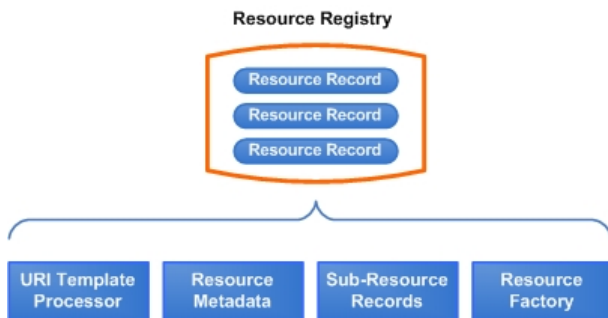 Resource Registry
Resource Record
Resource Record
Resource Record
URI Template
Processor
Resource
Metadata
Sub-Resource
Records
Resource
Factory